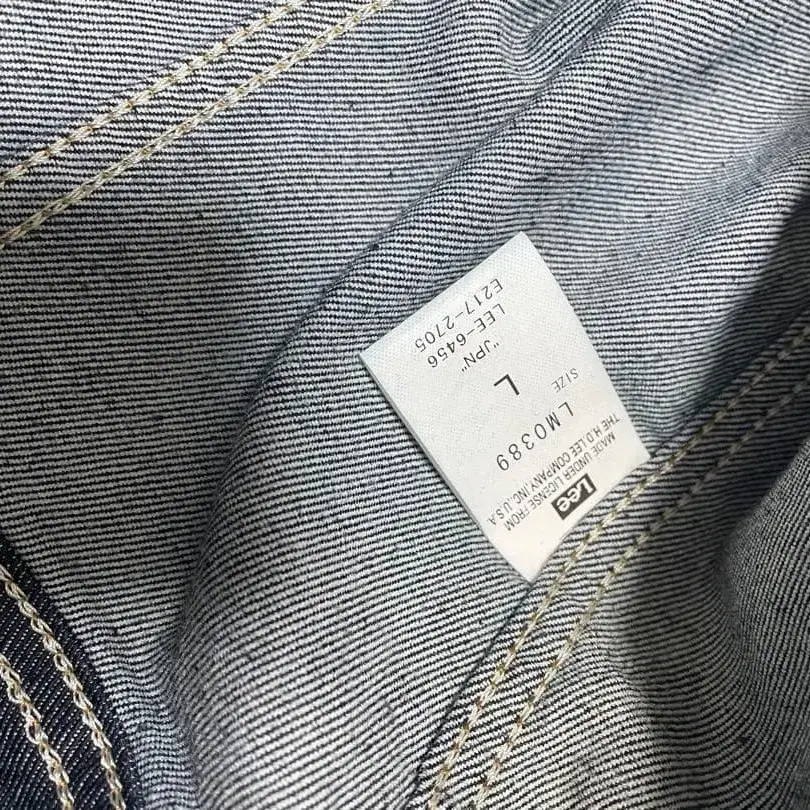 Lee
MADE UNDER LICENSE FROM
THE H.D.LEE COMPANY,INC.,U.S.A.
LM0389
SIZE
L
"JPN"
LEE-6456
E217-2705